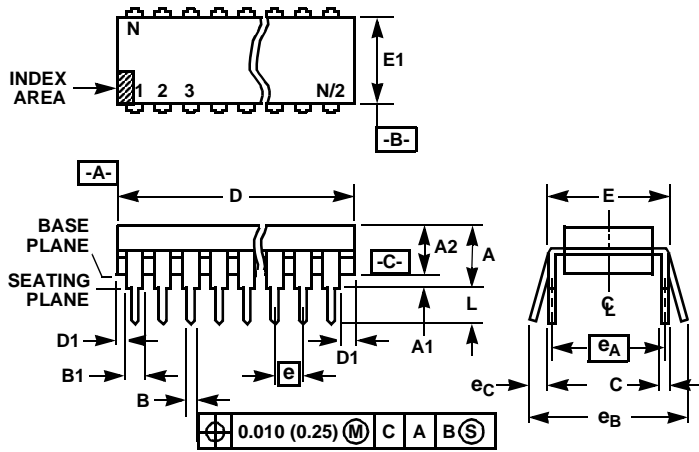 N
E1
INDEX
AREA
1 2 3 N/2
-B-
-A-
D
E
BASE
PLANE
A2
A
-C-
SEATING
PLANE
L
C L
D1
A1
D1
eA
B1
e
eC
C
B
eB
0.010 (0.25) M C A B S